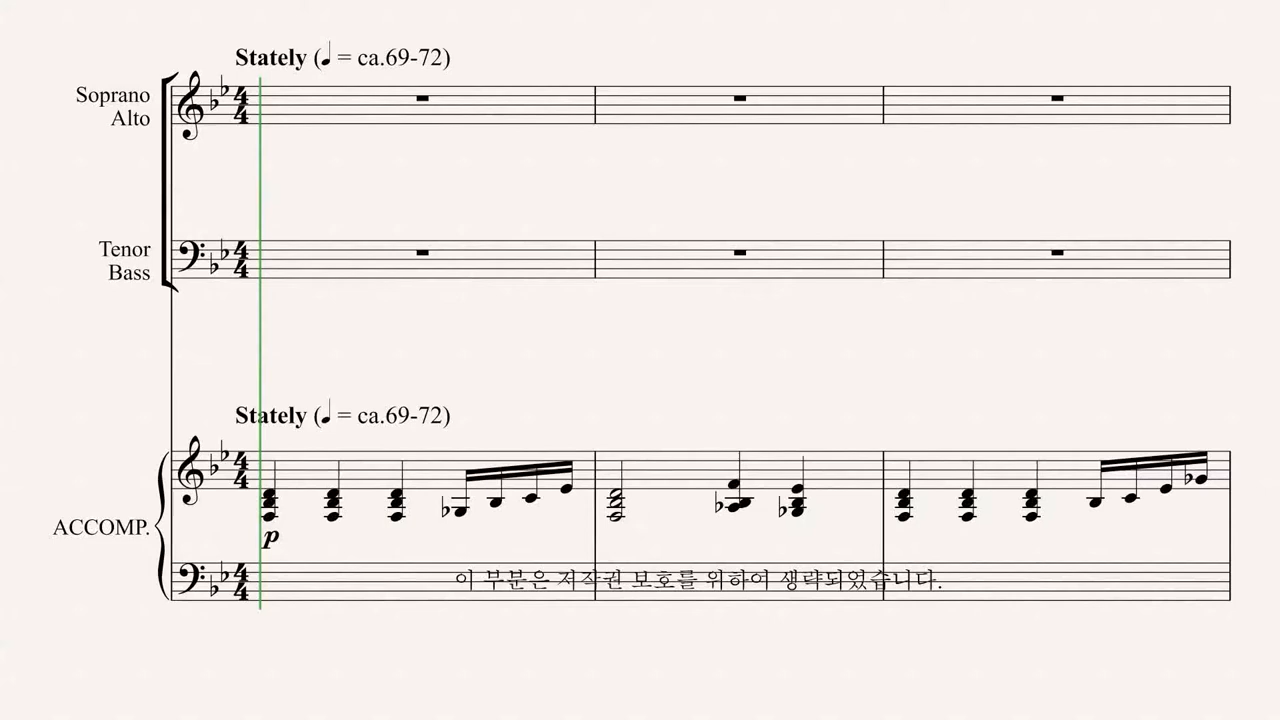 Stately (♩ = ca.69-72)
Soprano
Alto
Tenor
Bass
Stately (♩ = ca.69-72)
ACCOMP.
p
이 부분은 저작권 보호를 위하여 생략되었습니다.